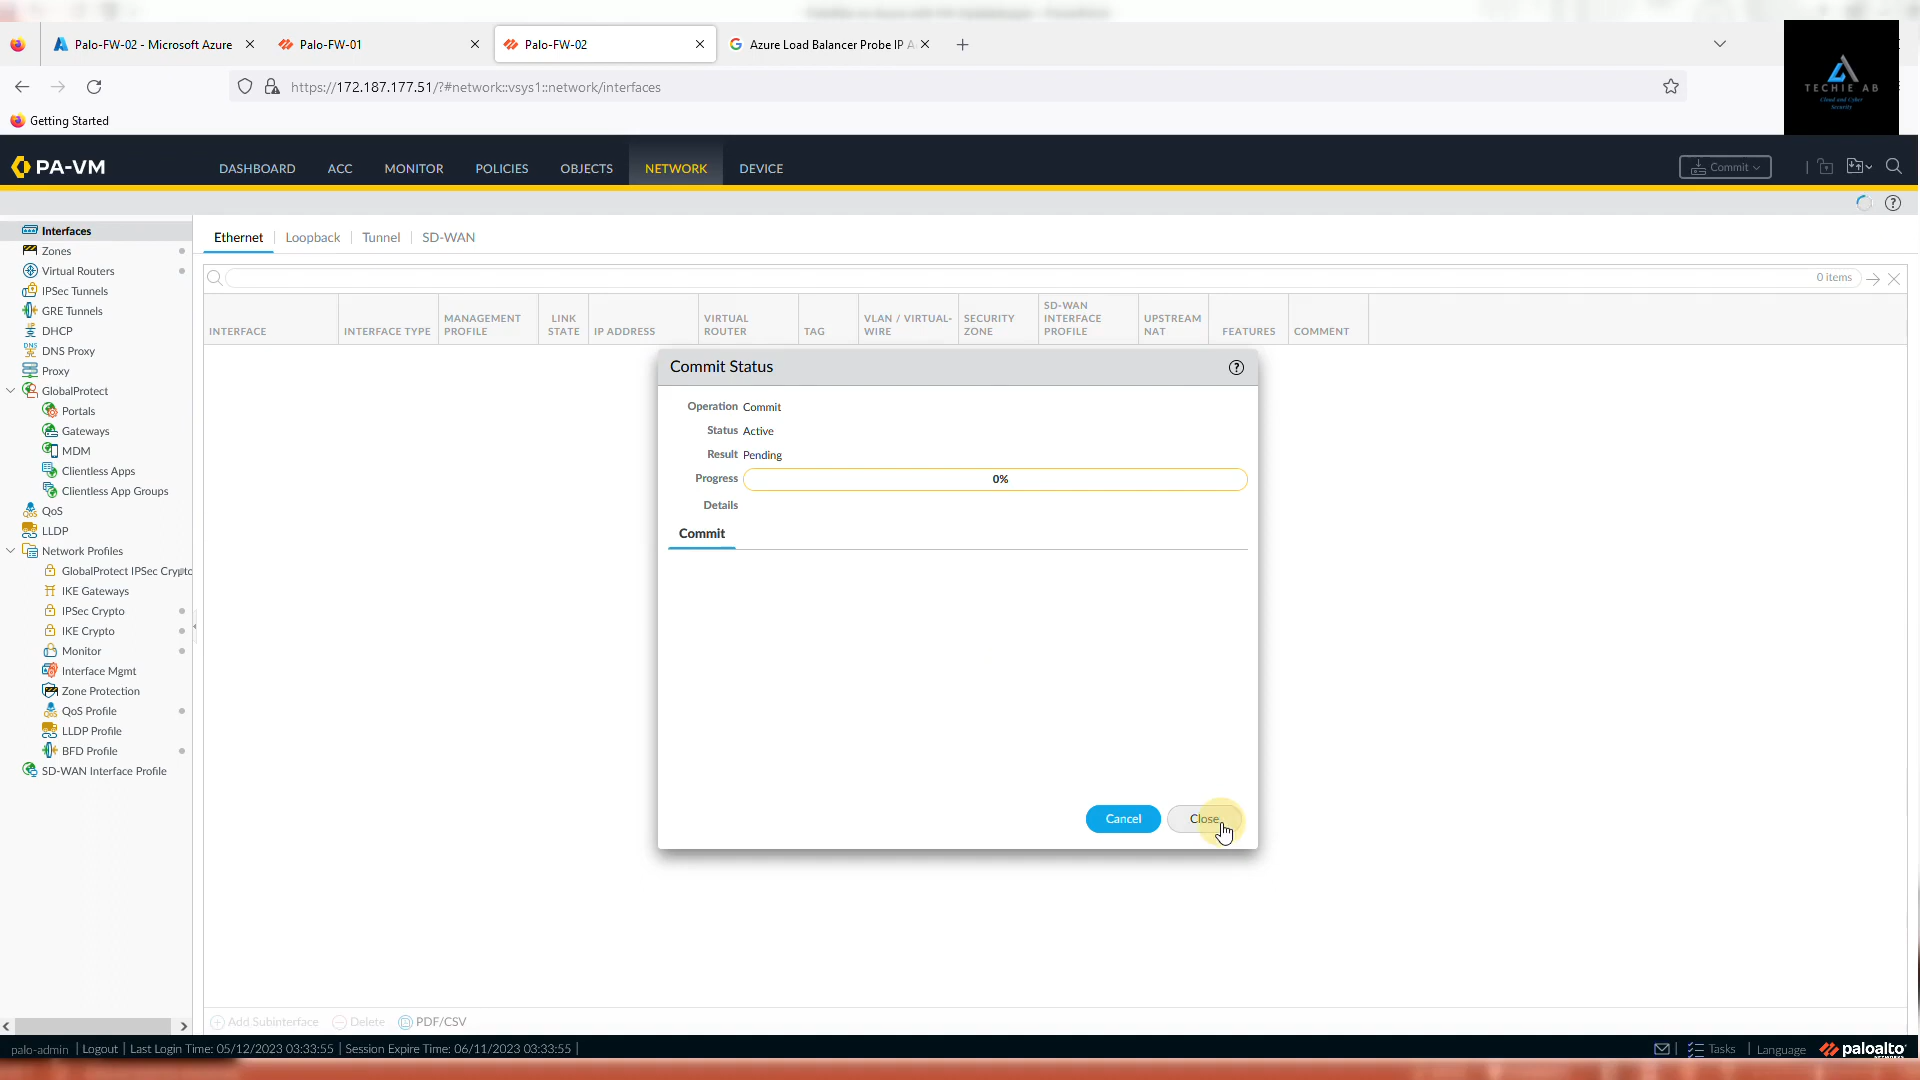 Palo-FW-02 - Microsoft Azure
Palo-FW-01
Palo-FW-02
Azure Load Balancer Probe IP A
https://172.187.177.51/?#network::vsys1::network/interfaces
TECHIE AB
Cloud and Cyber
Security
Getting Started
PA-VM
DASHBOARD
ACC
MONITOR
POLICIES
OBJECTS
NETWORK
DEVICE
Commit
Interfaces
Zones
Virtual Routers
IPSec Tunnels
GRE Tunnels
DHCP
DNS Proxy
Proxy
GlobalProtect
Portals
Gateways
MDM
Clientless Apps
Clientless App Groups
QoS
LLDP
Network Profiles
GlobalProtect IPSec Crypto
IKE Gateways
IPSec Crypto
IKE Crypto
Monitor
Interface Mgmt
Zone Protection
QoS Profile
LLDP Profile
BFD Profile
SD-WAN Interface Profile
Ethernet
Loopback
Tunnel
SD-WAN
0 items
INTERFACE
INTERFACE TYPE
MANAGEMENT
PROFILE
LINK
STATE
IP ADDRESS
VIRTUAL
ROUTER
TAG
VLAN / VIRTUAL-
WIRE
SECURITY
ZONE
SD-WAN
INTERFACE
PROFILE
UPSTREAM
NAT
FEATURES
COMMENT
Commit Status
Operation Commit
Status Active
Result Pending
Progress 0%
Details
Commit
Cancel
Close
Add Subinterface
Delete
PDF/CSV
palo-admin | Logout | Last Login Time: 05/12/2023 03:33:55 | Session Expire Time: 06/11/2023 03:33:55 |
Tasks | Language
paloalto
NETWORKS